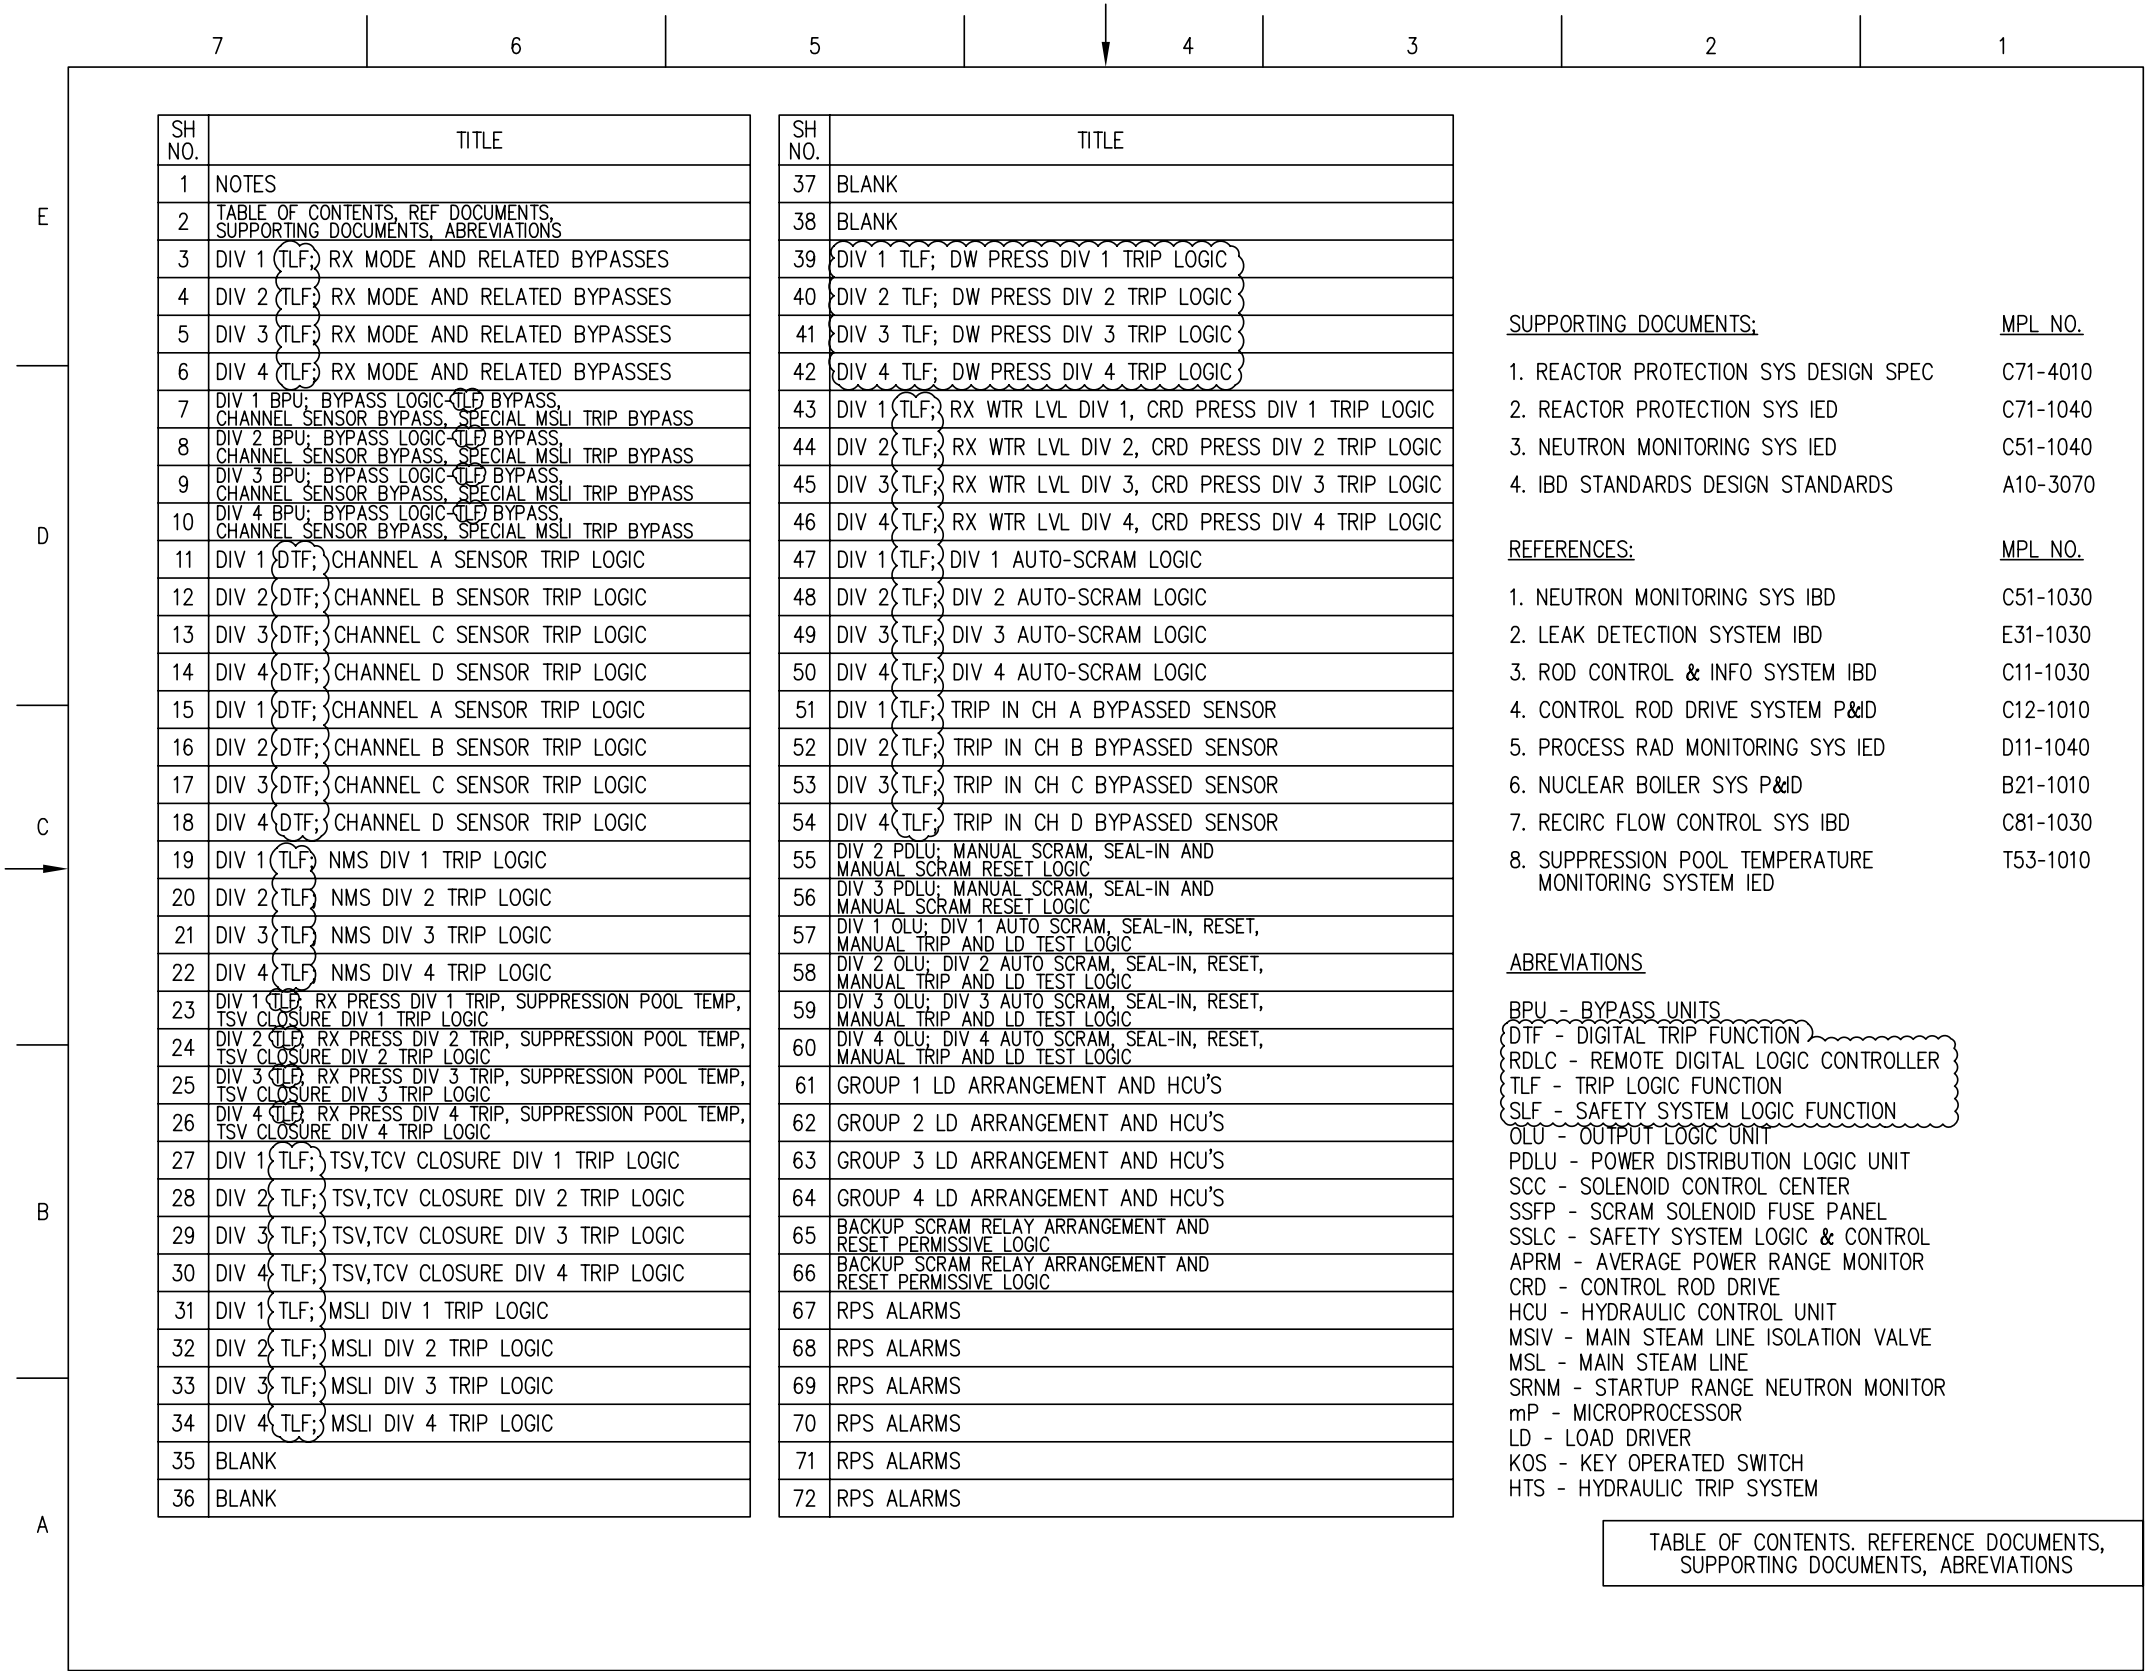 7 6 5 4 3 2 1
E
D
C
B
A
SH NO. TITLE
1 NOTES
2 TABLE OF CONTENTS, REF DOCUMENTS,
SUPPORTING DOCUMENTS, ABREVIATIONS
3 DIV 1 TLF; RX MODE AND RELATED BYPASSES
4 DIV 2 TLF; RX MODE AND RELATED BYPASSES
5 DIV 3 TLF; RX MODE AND RELATED BYPASSES
6 DIV 4 TLF; RX MODE AND RELATED BYPASSES
7 DIV 1 BPU; BYPASS LOGIC-TLF BYPASS,
CHANNEL SENSOR BYPASS, SPECIAL MSLI TRIP BYPASS
8 DIV 2 BPU; BYPASS LOGIC-TLF BYPASS,
CHANNEL SENSOR BYPASS, SPECIAL MSLI TRIP BYPASS
9 DIV 3 BPU; BYPASS LOGIC-TLF BYPASS,
CHANNEL SENSOR BYPASS, SPECIAL MSLI TRIP BYPASS
10 DIV 4 BPU; BYPASS LOGIC-TLF BYPASS,
CHANNEL SENSOR BYPASS, SPECIAL MSLI TRIP BYPASS
11 DIV 1 DTF; CHANNEL A SENSOR TRIP LOGIC
12 DIV 2 DTF; CHANNEL B SENSOR TRIP LOGIC
13 DIV 3 DTF; CHANNEL C SENSOR TRIP LOGIC
14 DIV 4 DTF; CHANNEL D SENSOR TRIP LOGIC
15 DIV 1 DTF; CHANNEL A SENSOR TRIP LOGIC
16 DIV 2 DTF; CHANNEL B SENSOR TRIP LOGIC
17 DIV 3 DTF; CHANNEL C SENSOR TRIP LOGIC
18 DIV 4 DTF; CHANNEL D SENSOR TRIP LOGIC
19 DIV 1 TLF; NMS DIV 1 TRIP LOGIC
20 DIV 2 TLF; NMS DIV 2 TRIP LOGIC
21 DIV 3 TLF; NMS DIV 3 TRIP LOGIC
22 DIV 4 TLF; NMS DIV 4 TRIP LOGIC
23 DIV 1 TLF; RX PRESS DIV 1 TRIP, SUPPRESSION POOL TEMP,
TSV CLOSURE DIV 1 TRIP LOGIC
24 DIV 2 TLF; RX PRESS DIV 2 TRIP, SUPPRESSION POOL TEMP,
TSV CLOSURE DIV 2 TRIP LOGIC
25 DIV 3 TLF; RX PRESS DIV 3 TRIP, SUPPRESSION POOL TEMP,
TSV CLOSURE DIV 3 TRIP LOGIC
26 DIV 4 TLF; RX PRESS DIV 4 TRIP, SUPPRESSION POOL TEMP,
TSV CLOSURE DIV 4 TRIP LOGIC
27 DIV 1 TLF; TSV,TCV CLOSURE DIV 1 TRIP LOGIC
28 DIV 2 TLF; TSV,TCV CLOSURE DIV 2 TRIP LOGIC
29 DIV 3 TLF; TSV,TCV CLOSURE DIV 3 TRIP LOGIC
30 DIV 4 TLF; TSV,TCV CLOSURE DIV 4 TRIP LOGIC
31 DIV 1 TLF; MSLI DIV 1 TRIP LOGIC
32 DIV 2 TLF; MSLI DIV 2 TRIP LOGIC
33 DIV 3 TLF; MSLI DIV 3 TRIP LOGIC
34 DIV 4 TLF; MSLI DIV 4 TRIP LOGIC
35 BLANK
36 BLANK
SH NO. TITLE
37 BLANK
38 BLANK
39 DIV 1 TLF; DW PRESS DIV 1 TRIP LOGIC
40 DIV 2 TLF; DW PRESS DIV 2 TRIP LOGIC
41 DIV 3 TLF; DW PRESS DIV 3 TRIP LOGIC
42 DIV 4 TLF; DW PRESS DIV 4 TRIP LOGIC
43 DIV 1 TLF; RX WTR LVL DIV 1, CRD PRESS DIV 1 TRIP LOGIC
44 DIV 2 TLF; RX WTR LVL DIV 2, CRD PRESS DIV 2 TRIP LOGIC
45 DIV 3 TLF; RX WTR LVL DIV 3, CRD PRESS DIV 3 TRIP LOGIC
46 DIV 4 TLF; RX WTR LVL DIV 4, CRD PRESS DIV 4 TRIP LOGIC
47 DIV 1 TLF; DIV 1 AUTO-SCRAM LOGIC
48 DIV 2 TLF; DIV 2 AUTO-SCRAM LOGIC
49 DIV 3 TLF; DIV 3 AUTO-SCRAM LOGIC
50 DIV 4 TLF; DIV 4 AUTO-SCRAM LOGIC
51 DIV 1 TLF; TRIP IN CH A BYPASSED SENSOR
52 DIV 2 TLF; TRIP IN CH B BYPASSED SENSOR
53 DIV 3 TLF; TRIP IN CH C BYPASSED SENSOR
54 DIV 4 TLF; TRIP IN CH D BYPASSED SENSOR
55 DIV 2 PDLU; MANUAL SCRAM, SEAL-IN AND
MANUAL SCRAM RESET LOGIC
56 DIV 3 PDLU; MANUAL SCRAM, SEAL-IN AND
MANUAL SCRAM RESET LOGIC
57 DIV 1 OLU; DIV 1 AUTO SCRAM, SEAL-IN, RESET,
MANUAL TRIP AND LD TEST LOGIC
58 DIV 2 OLU; DIV 2 AUTO SCRAM, SEAL-IN, RESET,
MANUAL TRIP AND LD TEST LOGIC
59 DIV 3 OLU; DIV 3 AUTO SCRAM, SEAL-IN, RESET,
MANUAL TRIP AND LD TEST LOGIC
60 DIV 4 OLU; DIV 4 AUTO SCRAM, SEAL-IN, RESET,
MANUAL TRIP AND LD TEST LOGIC
61 GROUP 1 LD ARRANGEMENT AND HCU'S
62 GROUP 2 LD ARRANGEMENT AND HCU'S
63 GROUP 3 LD ARRANGEMENT AND HCU'S
64 GROUP 4 LD ARRANGEMENT AND HCU'S
65 BACKUP SCRAM RELAY ARRANGEMENT AND
RESET PERMISSIVE LOGIC
66 BACKUP SCRAM RELAY ARRANGEMENT AND
RESET PERMISSIVE LOGIC
67 RPS ALARMS
68 RPS ALARMS
69 RPS ALARMS
70 RPS ALARMS
71 RPS ALARMS
72 RPS ALARMS
SUPPORTING DOCUMENTS; MPL NO.
1. REACTOR PROTECTION SYS DESIGN SPEC C71-4010
2. REACTOR PROTECTION SYS IED C71-1040
3. NEUTRON MONITORING SYS IED C51-1040
4. IBD STANDARDS DESIGN STANDARDS A10-3070
REFERENCES: MPL NO.
1. NEUTRON MONITORING SYS IBD C51-1030
2. LEAK DETECTION SYSTEM IBD E31-1030
3. ROD CONTROL & INFO SYSTEM IBD C11-1030
4. CONTROL ROD DRIVE SYSTEM P&ID C12-1010
5. PROCESS RAD MONITORING SYS IED D11-1040
6. NUCLEAR BOILER SYS P&ID B21-1010
7. RECIRC FLOW CONTROL SYS IBD C81-1030
8. SUPPRESSION POOL TEMPERATURE T53-1010
MONITORING SYSTEM IED
ABREVIATIONS
BPU - BYPASS UNITS
DTF - DIGITAL TRIP FUNCTION
RDLC - REMOTE DIGITAL LOGIC CONTROLLER
TLF - TRIP LOGIC FUNCTION
SLF - SAFETY SYSTEM LOGIC FUNCTION
OLU - OUTPUT LOGIC UNIT
PDLU - POWER DISTRIBUTION LOGIC UNIT
SCC - SOLENOID CONTROL CENTER
SSFP - SCRAM SOLENOID FUSE PANEL
SSLC - SAFETY SYSTEM LOGIC & CONTROL
APRM - AVERAGE POWER RANGE MONITOR
CRD - CONTROL ROD DRIVE
HCU - HYDRAULIC CONTROL UNIT
MSIV - MAIN STEAM LINE ISOLATION VALVE
MSL - MAIN STEAM LINE
SRNM - STARTUP RANGE NEUTRON MONITOR
mP - MICROPROCESSOR
LD - LOAD DRIVER
KOS - KEY OPERATED SWITCH
HTS - HYDRAULIC TRIP SYSTEM
TABLE OF CONTENTS. REFERENCE DOCUMENTS,
SUPPORTING DOCUMENTS, ABREVIATIONS